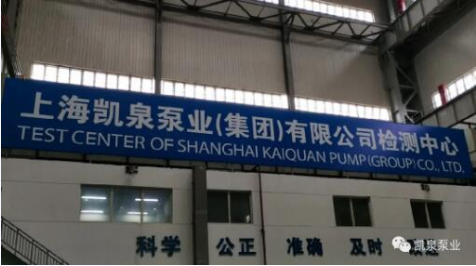 上海凯泉泵业(集团)有限公司检测中心
TEST CENTER OF SHANGHAI KAIQUAN PUMP(GROUP)CO.,LTD.
科学 公正 准确 及时
凯泉泵业